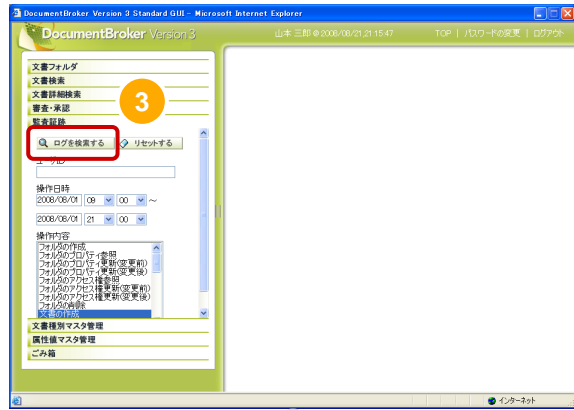 DocumentBroker Version 3 Standard GUI - Microsoft Internet Explorer
DocumentBroker Version 3
山本 三郎@2008/08/21,21:15:47
TOP | パスワードの変更 | ログアウト
文書フォルダ
文書検索
文書詳細検索
審査・承認
監査証跡
3
ログを検索する
リセットする
ユーザID
操作日時
2008/08/01 09 00 ～
2008/08/01 21 00
操作内容
フォルダの作成
フォルダのプロパティ参照
フォルダのプロパティ更新(変更前)
フォルダのプロパティ更新(変更後)
フォルダのアクセス権参照
フォルダのアクセス権更新(変更前)
フォルダのアクセス権更新(変更後)
フォルダの削除
文書の作成
文書種別マスタ管理
属性値マスタ管理
ごみ箱
インターネット